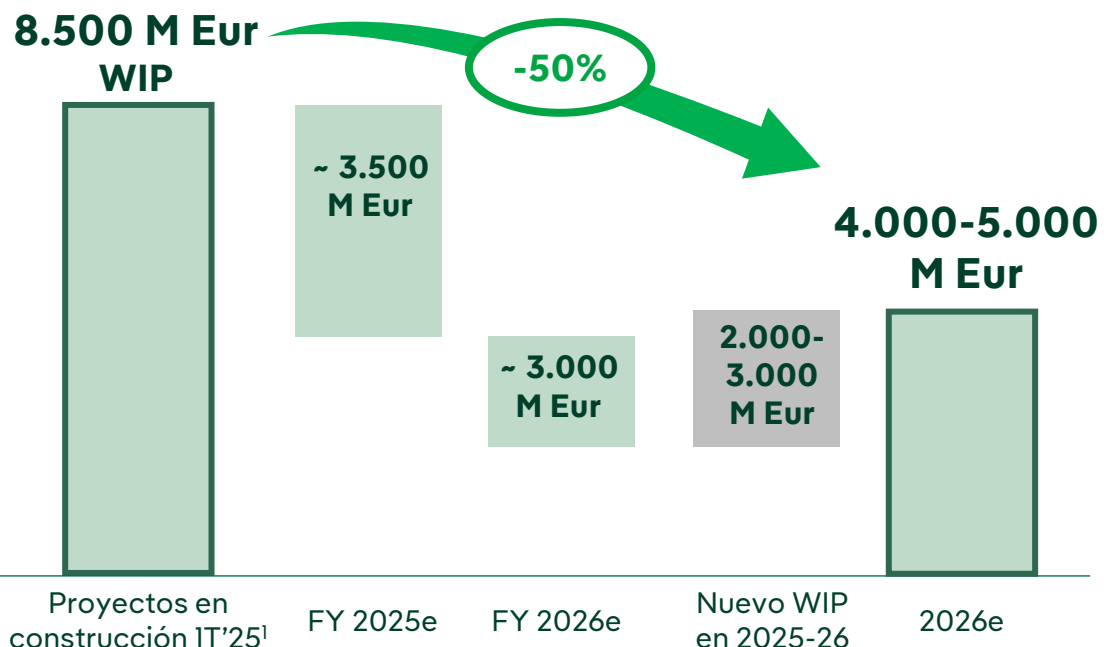 8.500 M Eur
WIP
-50%
~ 3.500
M Eur
~ 3.000
M Eur
2.000-
3.000
M Eur
4.000-5.000
M Eur
Proyectos en
construcción 1T'25¹
FY 2025e
FY 2026e
Nuevo WIP
en 2025-26
2026e